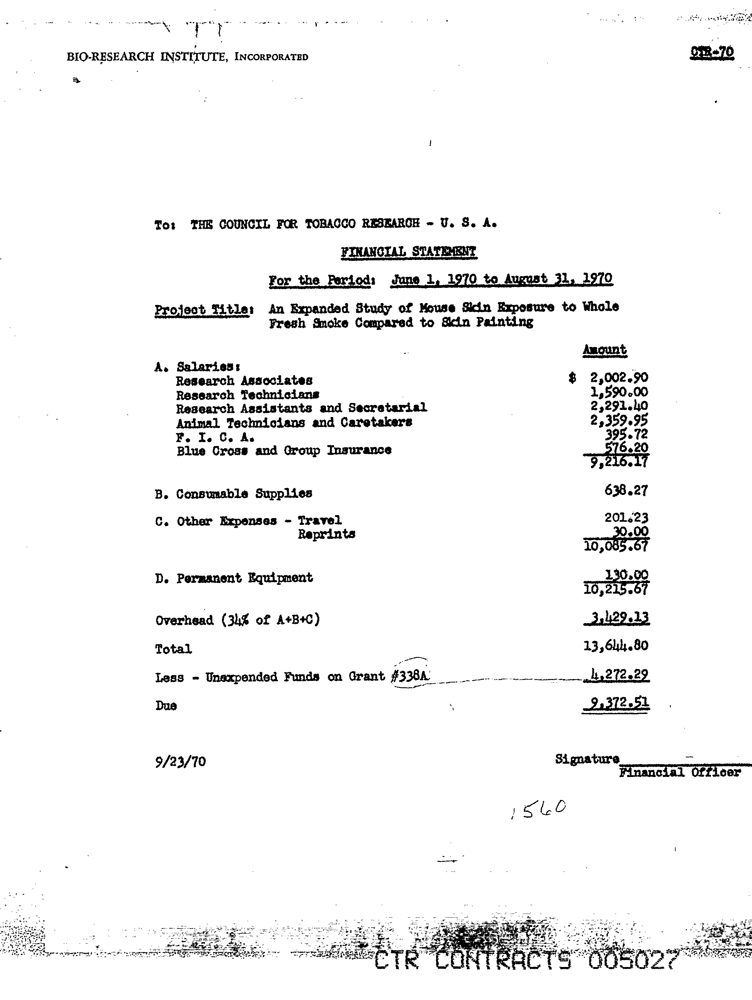 BIO-RESEARCH INSTITUTE, INCORPORATED
CTR-70
To: THE COUNCIL FOR TOBACCO RESEARCH - U. S. A.
FINANCIAL STATEMENT
For the Period: June 1, 1970 to August 31, 1970
Project Title: An Expanded Study of Mouse Skin Exposure to Whole
Fresh Smoke Compared to Skin Painting
Amount
A. Salaries:
Research Associates $ 2,002.90
Research Technicians 1,590.00
Research Assistants and Secretarial 2,291.40
Animal Technicians and Caretakers 2,359.95
F. I. C. A. 395.72
Blue Cross and Group Insurance 576.20
9,216.17
B. Consumable Supplies 638.27
C. Other Expenses - Travel 201.23
Reprints 30.00
10,085.67
D. Permanent Equipment 130.00
10,215.67
Overhead (34% of A+B+C) 3,429.13
Total 13,644.80
Less - Unexpended Funds on Grant #338A 4,272.29
Due 9,372.51
9/23/70 Signature
Financial Officer
1560
CTR CONTRACTS 005027